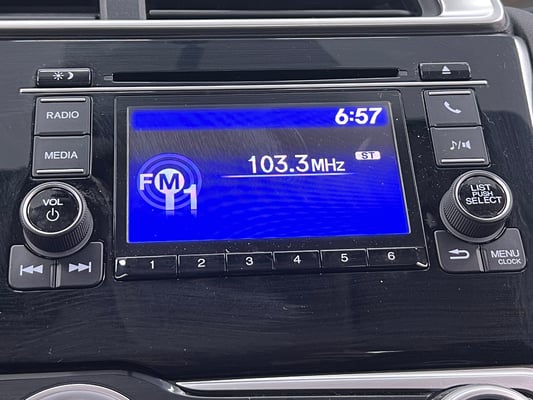 RADIO
MEDIA
6:57
103.3MHz
ST
FM1
VOL
LIST
PUSH
SELECT
MENU
CLOCK
1 2 3 4 5 6